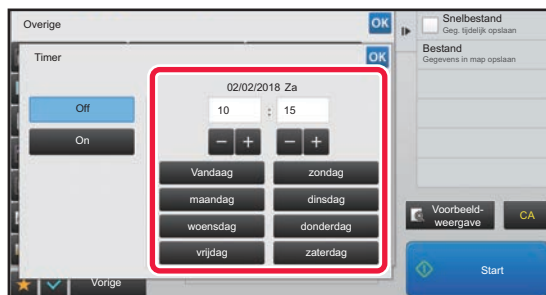 Overige
OK
Timer
OK
Off
On
02/02/2018 Za
10 : 15
− +
− +
Vandaag
zondag
maandag
dinsdag
woensdag
donderdag
vrijdag
zaterdag
Vorige
Snelbestand
Geg. tijdelijk opslaan
Bestand
Gegevens in map opslaan
Voorbeeld-
weergave
CA
Start